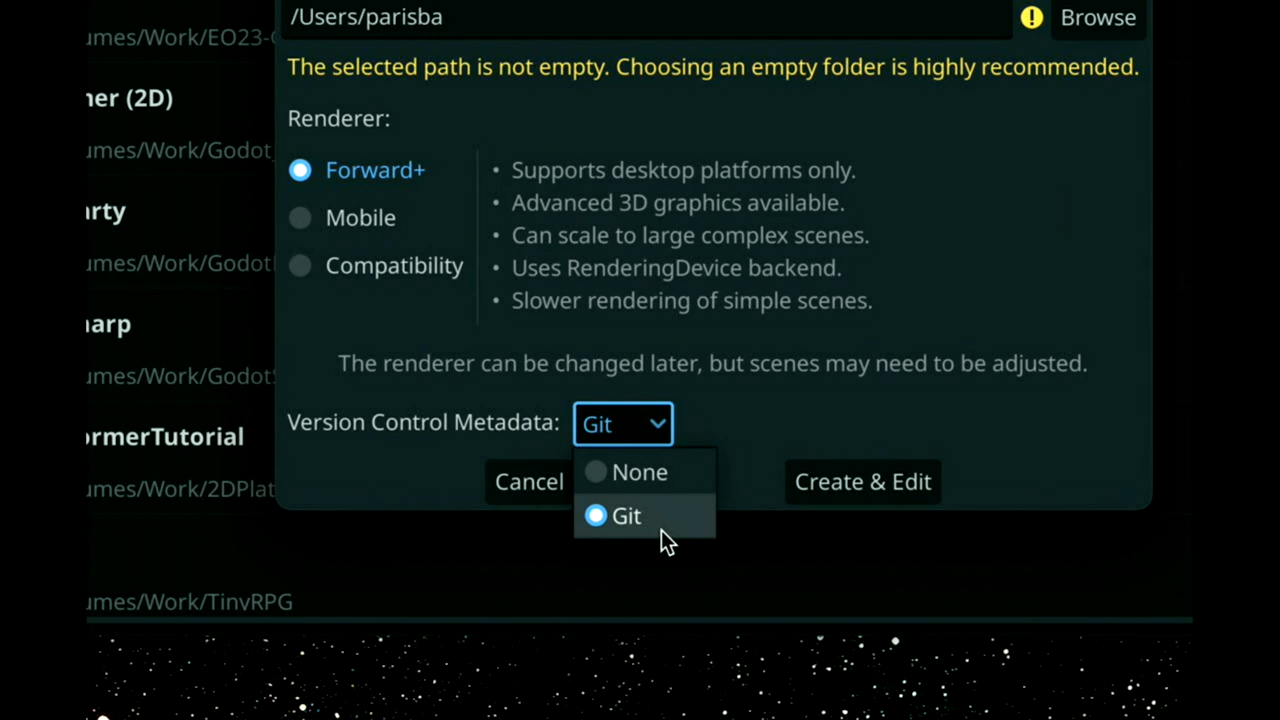 /Users/parisba
Browse
The selected path is not empty. Choosing an empty folder is highly recommended.
Renderer:
Forward+
Mobile
Compatibility
• Supports desktop platforms only.
• Advanced 3D graphics available.
• Can scale to large complex scenes.
• Uses RenderingDevice backend.
• Slower rendering of simple scenes.
The renderer can be changed later, but scenes may need to be adjusted.
Version Control Metadata: Git
None
Git
Cancel
Create & Edit
umes/Work/EO23-
ner (2D)
umes/Work/Godot_
arty
umes/Work/Godot
arp
umes/Work/Godot
ormerTutorial
umes/Work/2DPlat
umes/Work/TinyRPG